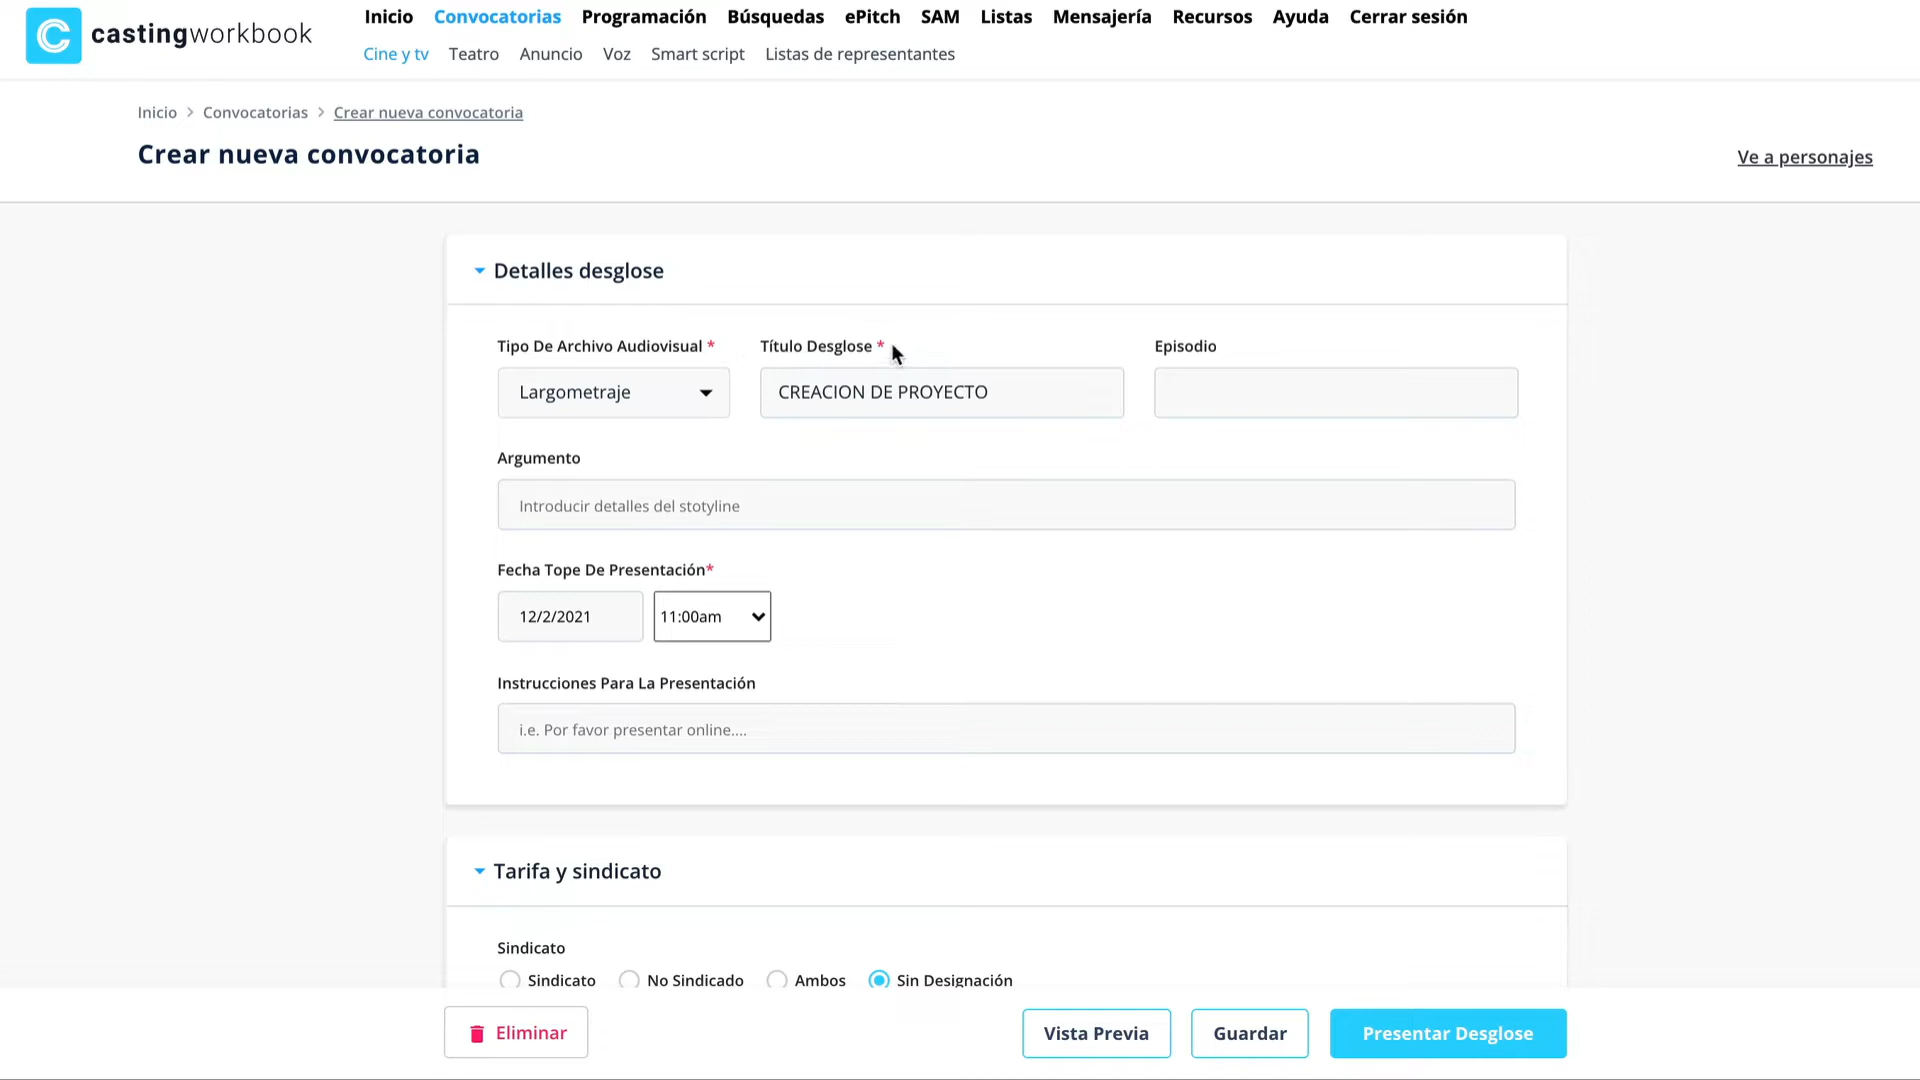 castingworkbook
Inicio Convocatorias Programación Búsquedas ePitch SAM Listas Mensajería Recursos Ayuda Cerrar sesión
Cine y tv Teatro Anuncio Voz Smart script Listas de representantes
Inicio > Convocatorias > Crear nueva convocatoria
Crear nueva convocatoria
Ve a personajes
Detalles desglose
Tipo De Archivo Audiovisual * Título Desglose * Episodio
Largometraje CREACION DE PROYECTO
Argumento
Introducir detalles del stotyline
Fecha Tope De Presentación*
12/2/2021 11:00am
Instrucciones Para La Presentación
i.e. Por favor presentar online....
Tarifa y sindicato
Sindicato
Sindicato No Sindicado Ambos Sin Designación
Eliminar Vista Previa Guardar Presentar Desglose